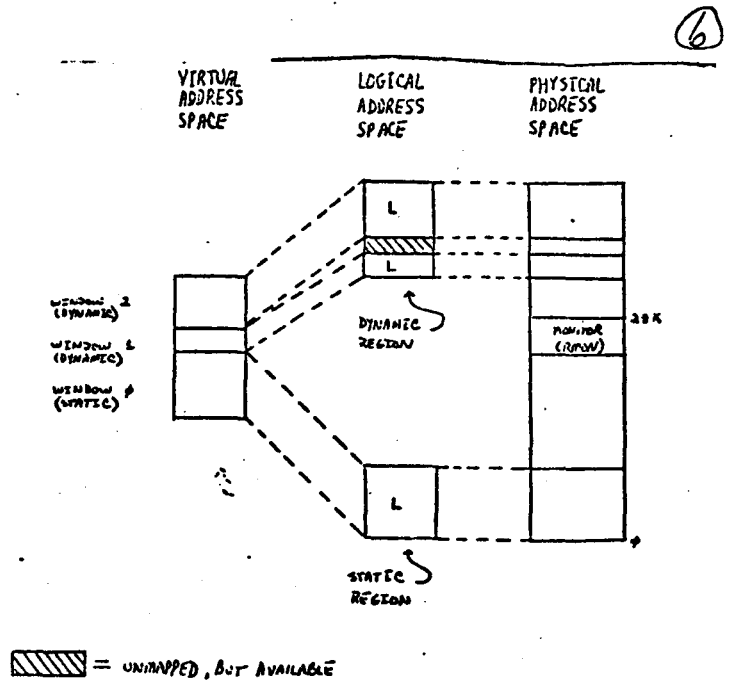 6
VIRTUAL
ADDRESS
SPACE
LOGICAL
ADDRESS
SPACE
PHYSICAL
ADDRESS
SPACE
L
L
WINDOW 2
(DYNAMIC)
WINDOW 1
(DYNAMIC)
WINDOW ϕ
(STATIC)
DYNAMIC
REGION
28K
MONITOR
(RMON)
L
ϕ
STATIC
REGION
= UNMAPPED, BUT AVAILABLE